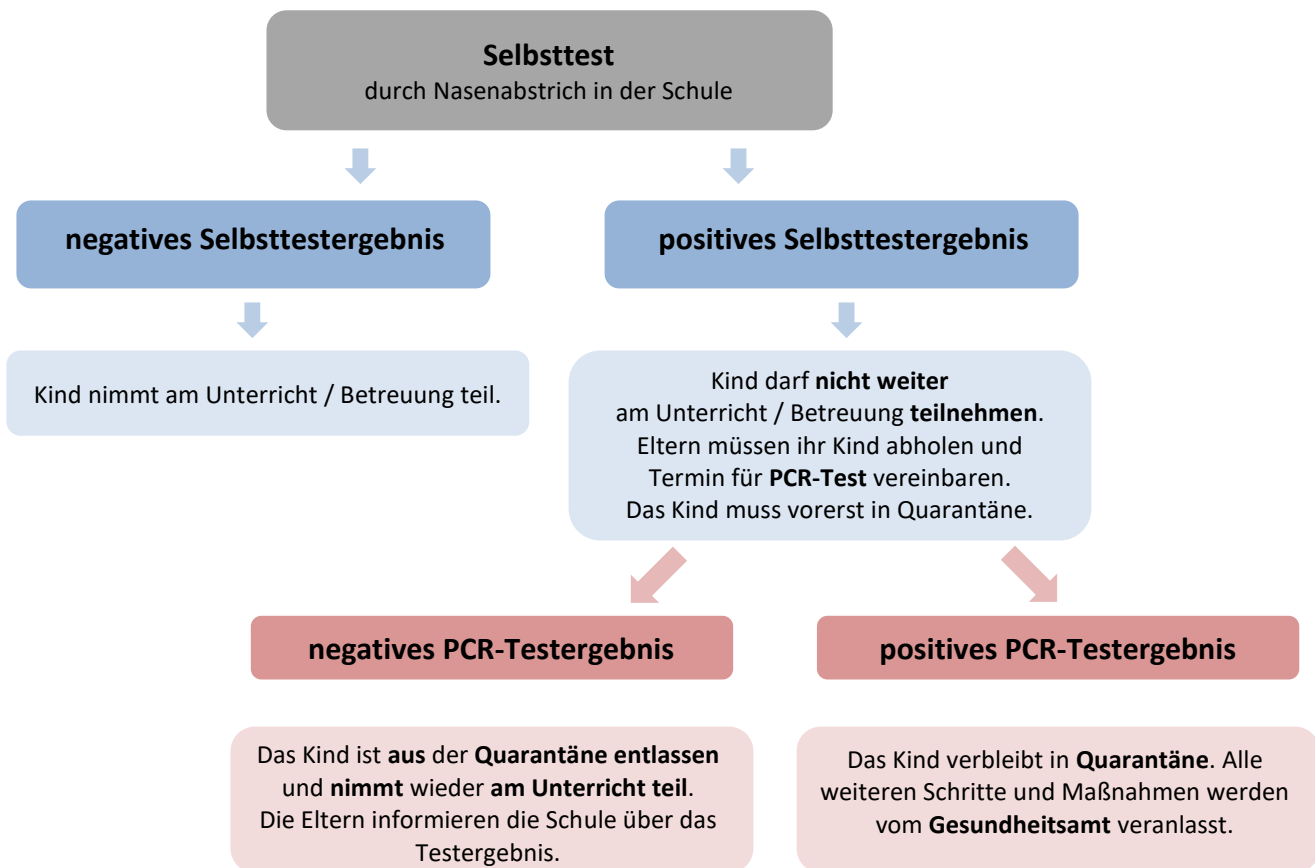 Selbsttest
durch Nasenabstrich in der Schule
negatives Selbsttestergebnis
positives Selbsttestergebnis
Kind nimmt am Unterricht / Betreuung teil.
Kind darf nicht weiter
am Unterricht / Betreuung teilnehmen.
Eltern müssen ihr Kind abholen und
Termin für PCR-Test vereinbaren.
Das Kind muss vorerst in Quarantäne.
negatives PCR-Testergebnis
positives PCR-Testergebnis
Das Kind ist aus der Quarantäne entlassen
und nimmt wieder am Unterricht teil.
Die Eltern informieren die Schule über das
Testergebnis.
Das Kind verbleibt in Quarantäne. Alle
weiteren Schritte und Maßnahmen werden
vom Gesundheitsamt veranlasst.